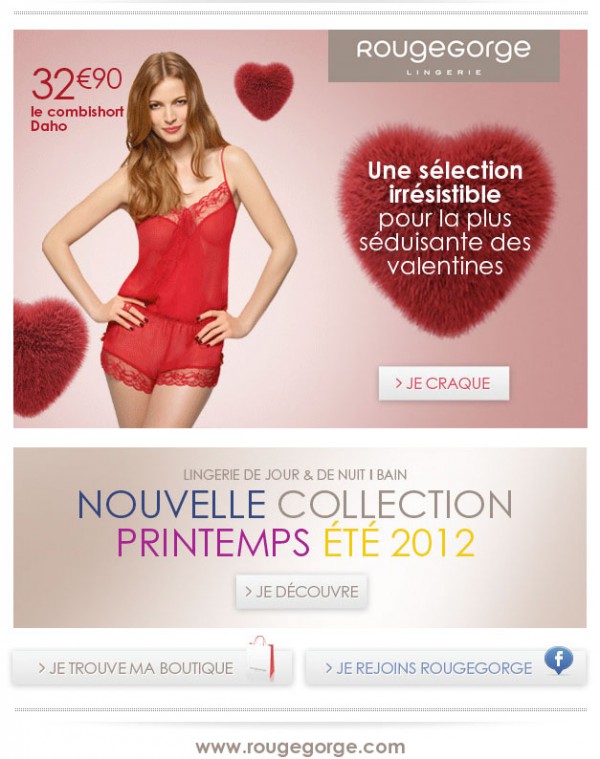 ROUGEGORGE
LINGERIE
32€90
le combishort
Daho
Une sélection
irrésistible
pour la plus
séduisante des
valentines
> JE CRAQUE
LINGERIE DE JOUR & DE NUIT I BAIN
NOUVELLE COLLECTION
PRINTEMPS ÉTÉ 2012
> JE DÉCOUVRE
> JE TROUVE MA BOUTIQUE
> JE REJOINS ROUGEGORGE
f
www.rougegorge.com